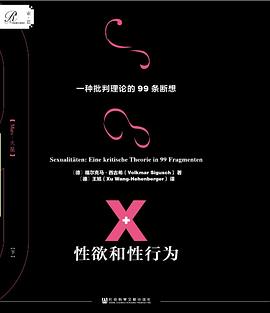 R
一种批判理论的 99 条断想
Sexualitäten: Eine kritische Theorie in 99 Fragmenten
〔德〕福尔克马·西古希 (Volkmar Sigusch) 著
〔德〕王旭 (Xu Wang-Hehenberger) 译
X
性欲和性行为
社会科学文献出版社